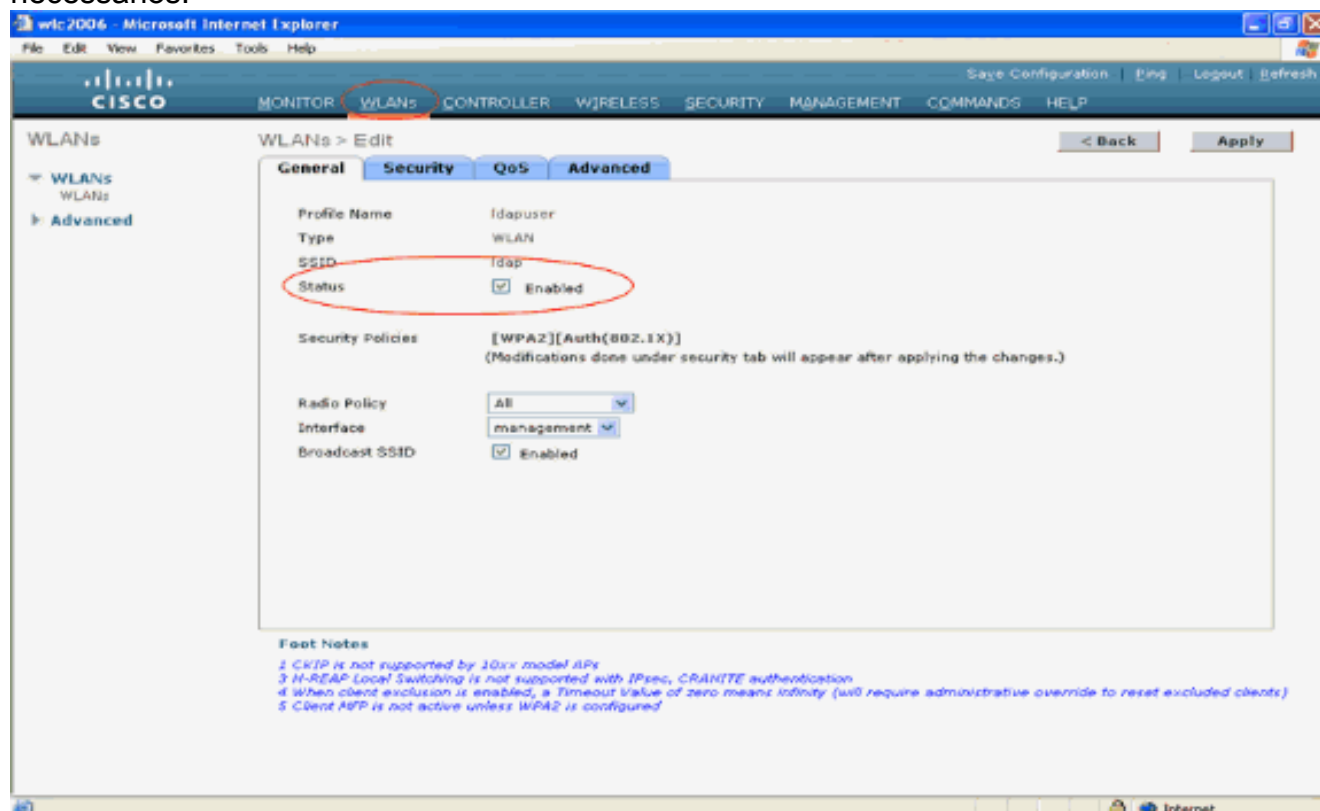 necessarios.
wlc2006 - Microsoft Internet Explorer
File Edit View Favorites Tools Help
Save Configuration | Ping | Logout | Refresh
CISCO
MONITOR WLANs CONTROLLER WIRELESS SECURITY MANAGEMENT COMMANDS HELP
WLANs
WLANs > Edit
< Back
Apply
General Security QoS Advanced
WLANs
WLANs
Advanced
Profile Name ldapuser
Type WLAN
SSID ldap
Status Enabled
Security Policies [WPA2][Auth(802.1X)]
(Modifications done under security tab will appear after applying the changes.)
Radio Policy All
Interface management
Broadcast SSID Enabled
Foot Notes
1 CKIP is not supported by 10xx model APs
3 H-REAP Local Switching is not supported with IPsec, CRANITE authentication
4 When client exclusion is enabled, a Timeout Value of zero means infinity (will require administrative override to reset excluded clients)
5 Client MFP is not active unless WPA2 is configured
Internet